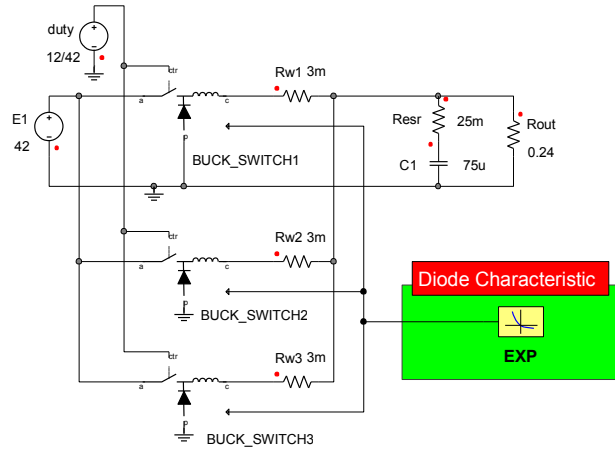 duty
12/42
ctr
Rw1 3m
a
c
E1
42
Resr
25m
Rout
0.24
p
BUCK_SWITCH1
C1
75u
ctr
Rw2 3m
a
c
Diode Characteristic
p
BUCK_SWITCH2
EXP
ctr
Rw3 3m
a
c
p
BUCK_SWITCH3